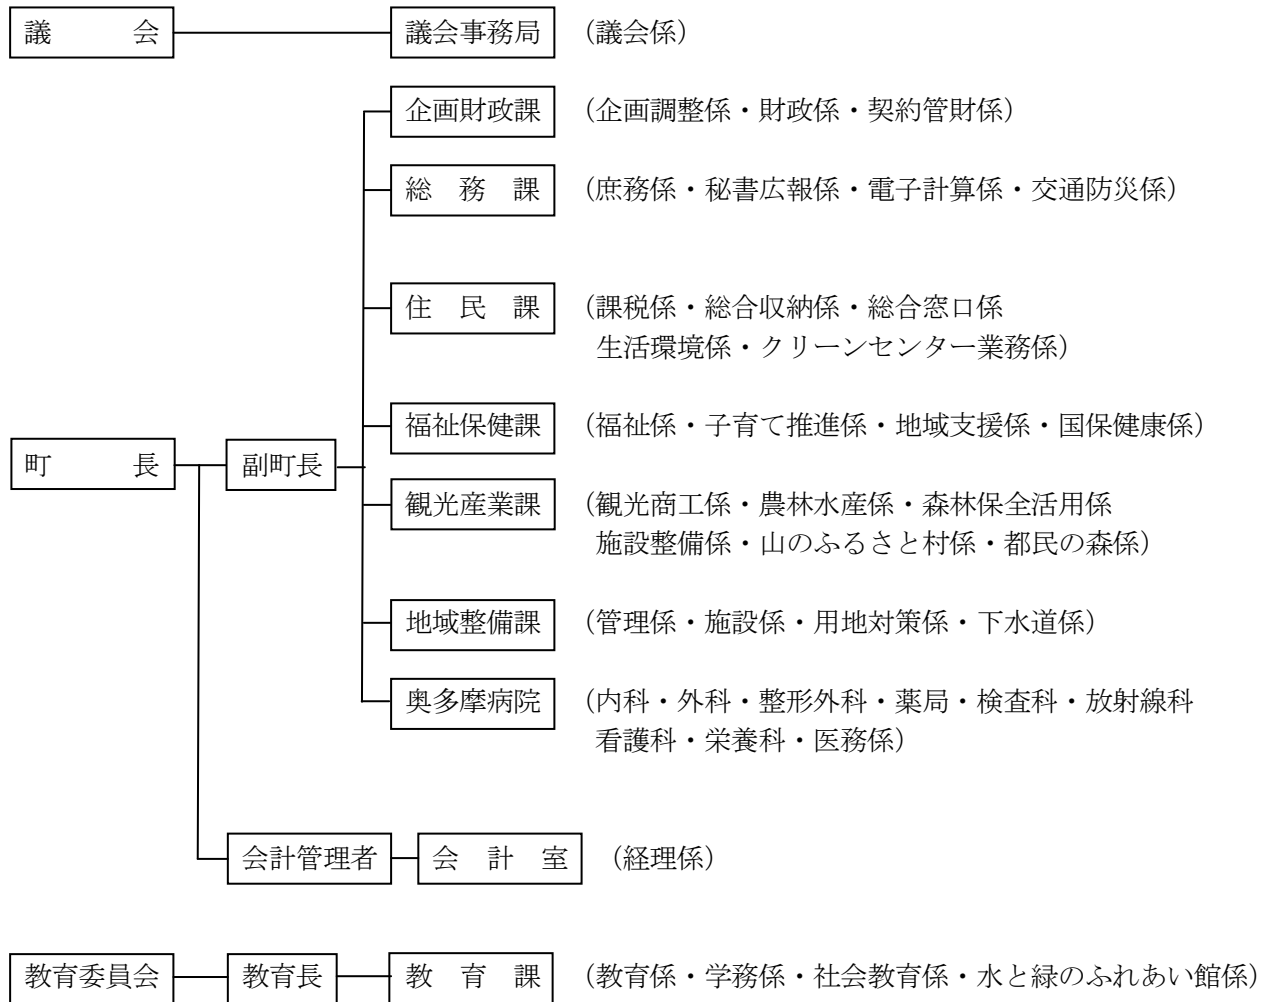 議会 議会事務局 (議会係)
企画財政課 (企画調整係・財政係・契約管財係)
総務課 (庶務係・秘書広報係・電子計算係・交通防災係)
住民課 (課税係・総合収納係・総合窓口係
生活環境係・クリーンセンター業務係)
福祉保健課 (福祉係・子育て推進係・地域支援係・国保健康係)
町長 副町長
観光産業課 (観光商工係・農林水産係・森林保全活用係
施設整備係・山のふるさと村係・都民の森係)
地域整備課 (管理係・施設係・用地対策係・下水道係)
奥多摩病院 (内科・外科・整形外科・薬局・検査科・放射線科
看護科・栄養科・医務係)
会計管理者 会計室 (経理係)
教育委員会 教育長 教育課 (教育係・学務係・社会教育係・水と緑のふれあい館係)